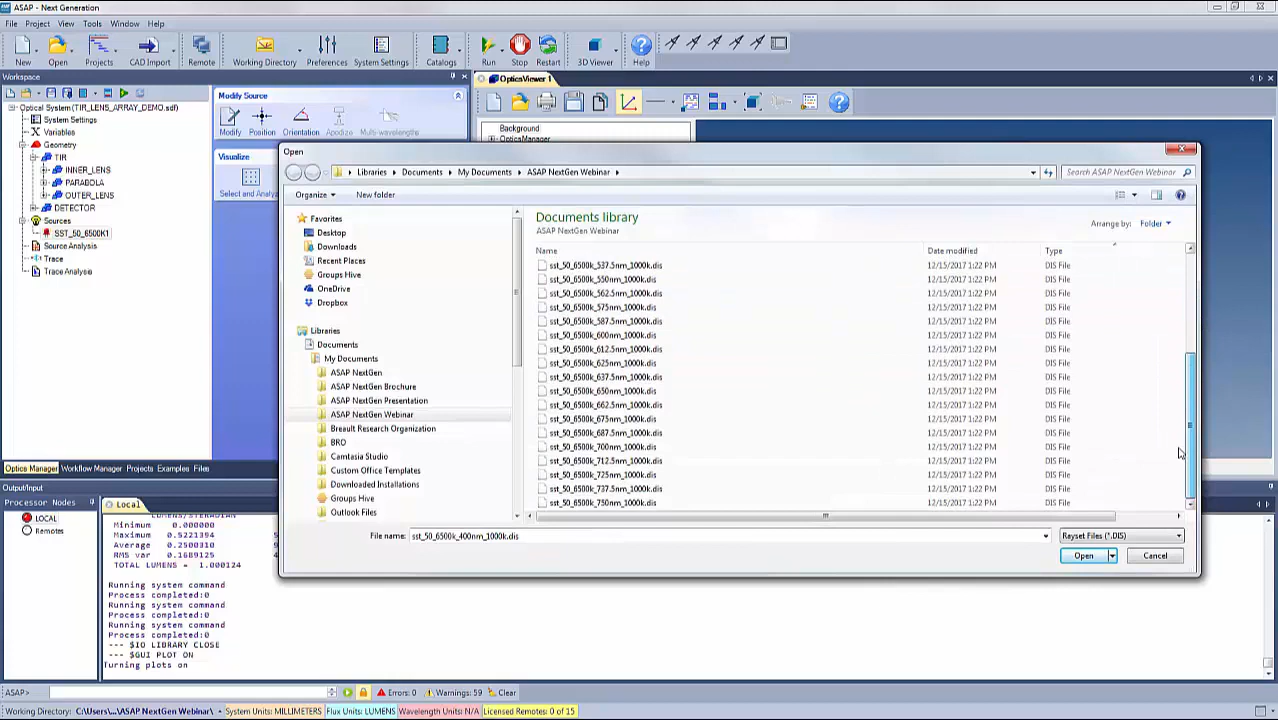 ASAP - Next Generation
File Project View Tools Window Help
New Open Projects CAD Import Remote Working Directory Preferences System Settings Catalogs Run Stop Restart 3D Viewer Help
Workspace
OpticsViewer 1
Optical System (TIR_LENS_ARRAY_DEMO.sdf)
System Settings
Variables
Geometry
TIR
INNER_LENS
PARABOLA
OUTER_LENS
DETECTOR
Sources
SST_50_6500K1
Source Analysis
Trace
Trace Analysis
Modify Source
Modify Position Orientation Apodize Multi-wavelengths
Visualize
Select and Analy
Background
OpticsManager
Open
Libraries Documents My Documents ASAP NextGen Webinar
Search ASAP NextGen Webinar
Organize New folder
Favorites
Desktop
Downloads
Recent Places
Groups Hive
OneDrive
Dropbox
Libraries
Documents
My Documents
ASAP NextGen
ASAP NextGen Brochure
ASAP NextGen Presentation
ASAP NextGen Webinar
Breault Research Organization
BRO
Camtasia Studio
Custom Office Templates
Downloaded Installations
Groups Hive
Outlook Files
Documents library
ASAP NextGen Webinar
Arrange by: Folder
Name Date modified Type
sst_50_6500k_537.5nm_1000k.dis 12/15/2017 1:22 PM DIS File
sst_50_6500k_550nm_1000k.dis 12/15/2017 1:22 PM DIS File
sst_50_6500k_562.5nm_1000k.dis 12/15/2017 1:22 PM DIS File
sst_50_6500k_575nm_1000k.dis 12/15/2017 1:22 PM DIS File
sst_50_6500k_587.5nm_1000k.dis 12/15/2017 1:22 PM DIS File
sst_50_6500k_600nm_1000k.dis 12/15/2017 1:22 PM DIS File
sst_50_6500k_612.5nm_1000k.dis 12/15/2017 1:22 PM DIS File
sst_50_6500k_625nm_1000k.dis 12/15/2017 1:22 PM DIS File
sst_50_6500k_637.5nm_1000k.dis 12/15/2017 1:22 PM DIS File
sst_50_6500k_650nm_1000k.dis 12/15/2017 1:22 PM DIS File
sst_50_6500k_662.5nm_1000k.dis 12/15/2017 1:22 PM DIS File
sst_50_6500k_675nm_1000k.dis 12/15/2017 1:22 PM DIS File
sst_50_6500k_687.5nm_1000k.dis 12/15/2017 1:22 PM DIS File
sst_50_6500k_700nm_1000k.dis 12/15/2017 1:22 PM DIS File
sst_50_6500k_712.5nm_1000k.dis 12/15/2017 1:22 PM DIS File
sst_50_6500k_725nm_1000k.dis 12/15/2017 1:22 PM DIS File
sst_50_6500k_737.5nm_1000k.dis 12/15/2017 1:22 PM DIS File
sst_50_6500k_750nm_1000k.dis 12/15/2017 1:22 PM DIS File
File name: sst_50_6500k_400nm_1000k.dis Rayset Files (*.DIS)
Open Cancel
Optics Manager Workflow Manager Projects Examples Files
Output/Input
Processor Nodes
LOCAL
Remotes
Local
LUMENS/STERADIAN
Minimum 0.000000
Maximum 0.5221394
Average 0.2500310
RMS var 0.1689125
TOTAL LUMENS = 1.000124
Running system command
Process completed:0
Running system command
Process completed:0
Running system command
Process completed:0
--- $IO LIBRARY CLOSE
--- $GUI PLOT ON
Turning plots on
ASAP> Errors: 0 Warnings: 59 Clear
Working Directory: C:\Users\...\ASAP NextGen Webinar\ System Units: MILLIMETERS Flux Units: LUMENS Wavelength Units: N/A Licensed Remotes: 0 of 15